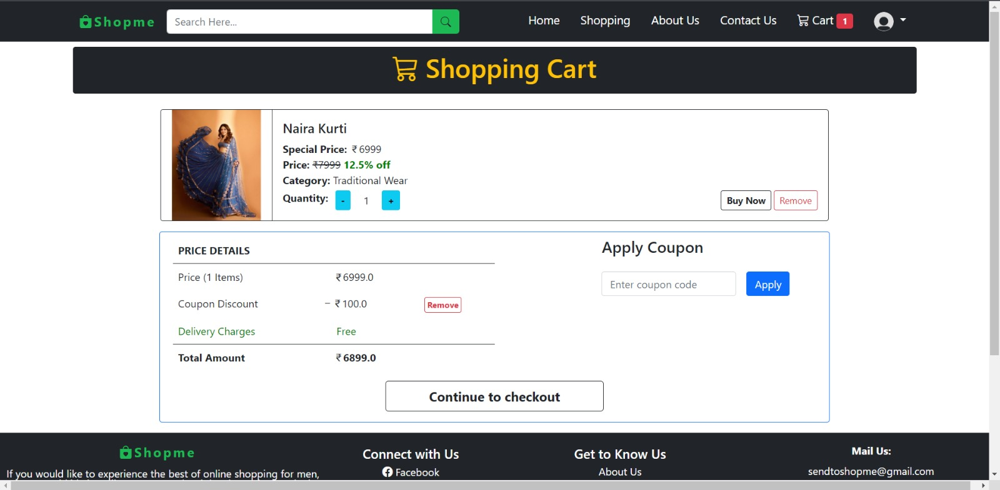 Shopme
Search Here...
Home
Shopping
About Us
Contact Us
Cart 1
Shopping Cart
Naira Kurti
Special Price: ₹6999
Price: ₹7999 12.5% off
Category: Traditional Wear
Quantity: - 1 +
Buy Now
Remove
PRICE DETAILS
Price (1 Items) ₹6999.0
Coupon Discount − ₹100.0 Remove
Delivery Charges Free
Total Amount ₹6899.0
Apply Coupon
Enter coupon code
Apply
Continue to checkout
Shopme
If you would like to experience the best of online shopping for men,
Connect with Us
Facebook
Get to Know Us
About Us
Mail Us:
sendtoshopme@gmail.com